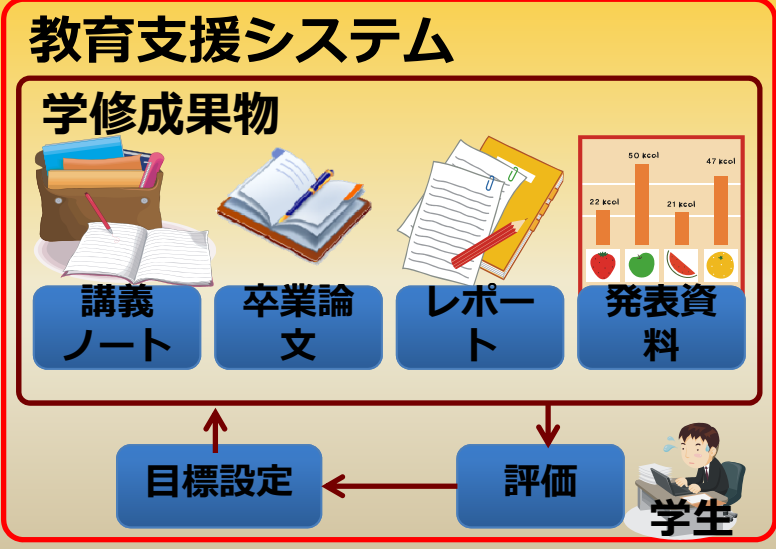 教育支援システム
学修成果物
50 kcol
47 kcol
22 kcol
21 kcol
講義
ノート
卒業論
文
レポー
ト
発表資
料
目標設定
評価
学生